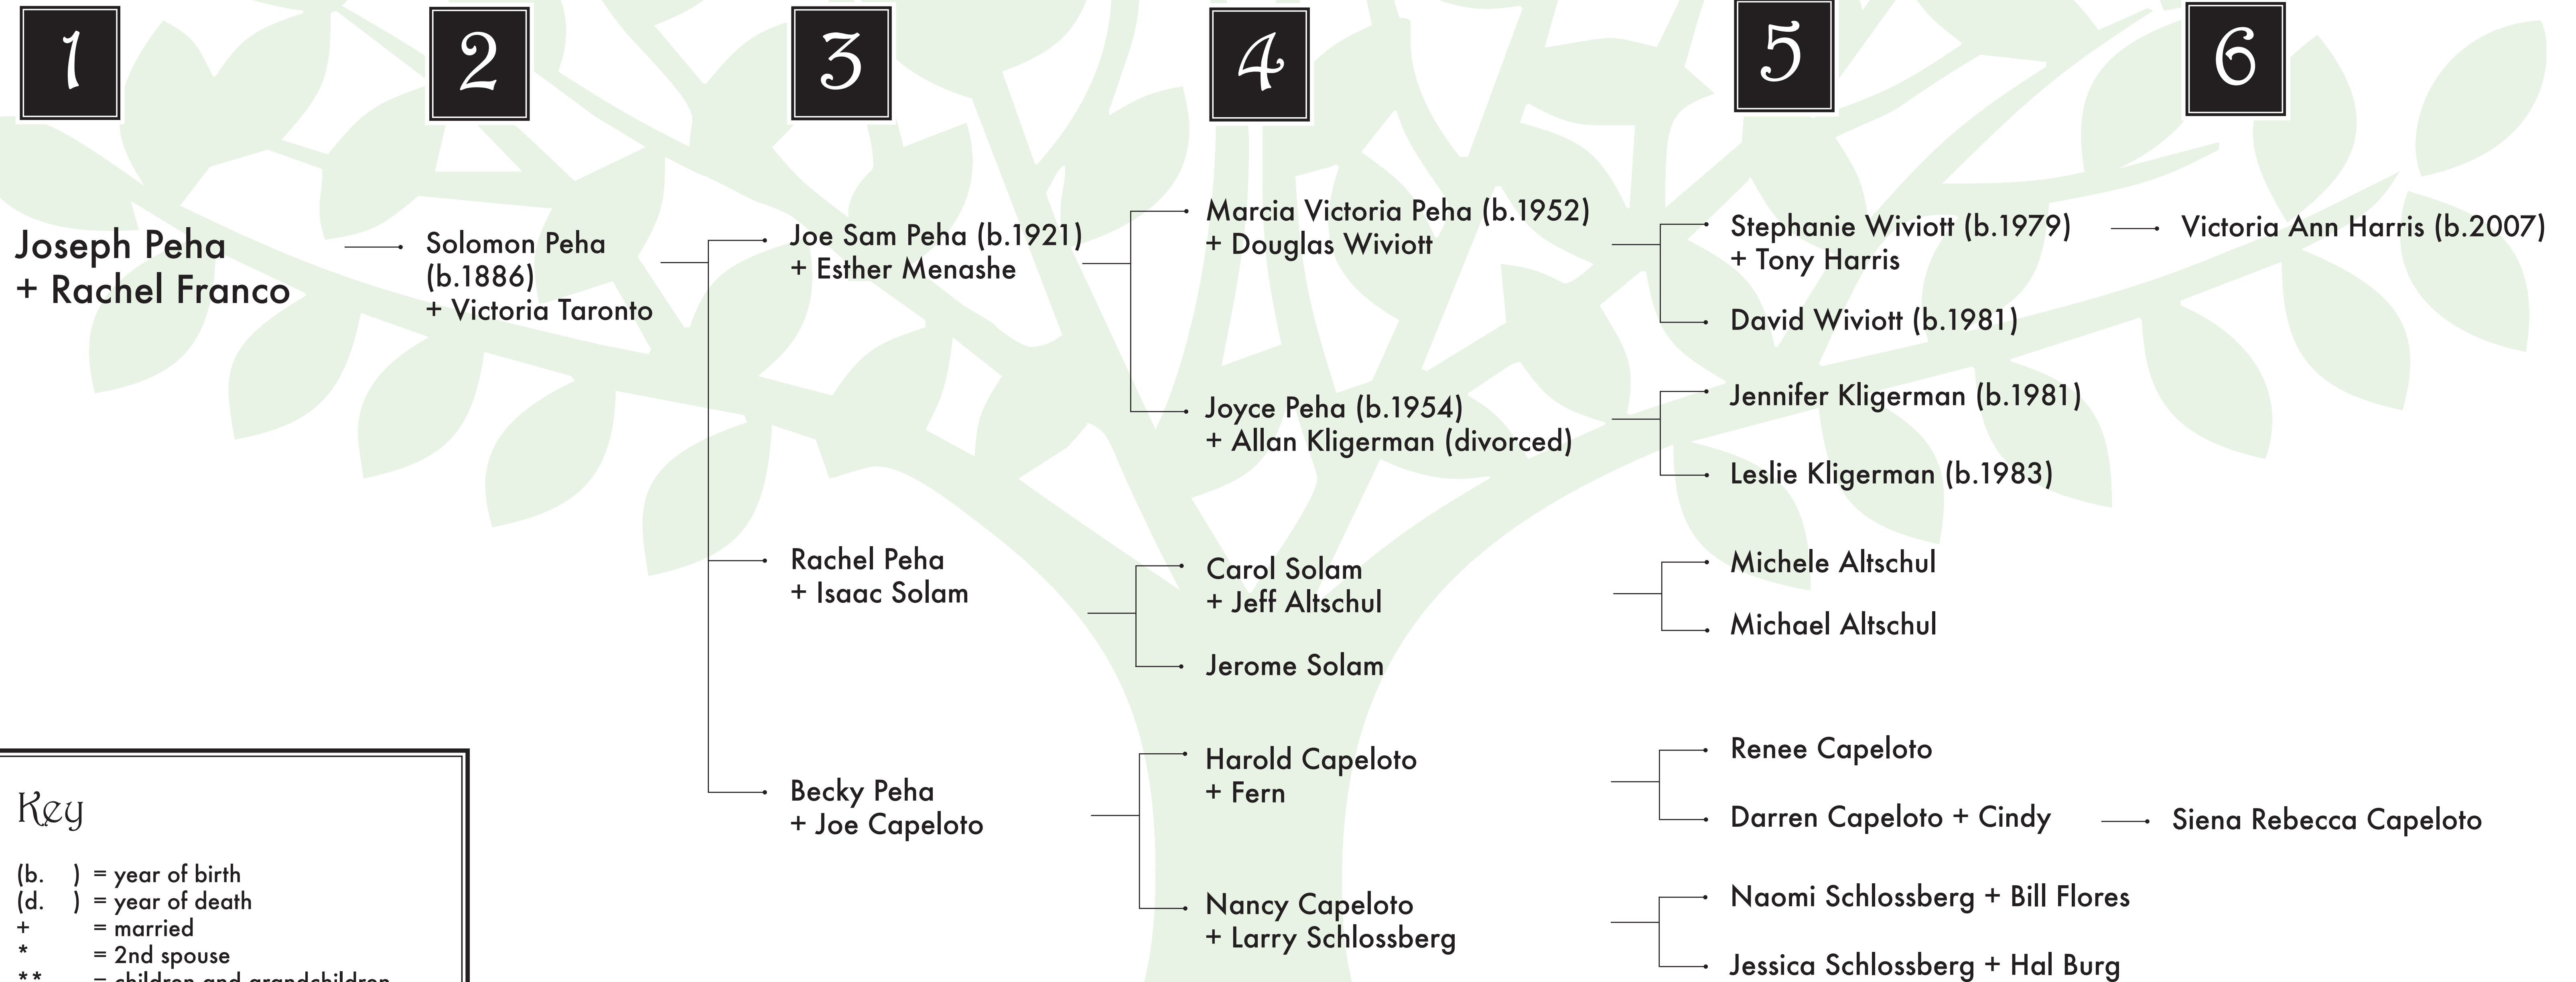 1
2
3
4
5
6
Joseph Peha
+ Rachel Franco
Solomon Peha
(b.1886)
+ Victoria Taronto
Joe Sam Peha (b.1921)
+ Esther Menashe
Rachel Peha
+ Isaac Solam
Becky Peha
+ Joe Capeloto
Marcia Victoria Peha (b.1952)
+ Douglas Wiviott
Joyce Peha (b.1954)
+ Allan Kligerman (divorced)
Carol Solam
+ Jeff Altschul
Jerome Solam
Harold Capeloto
+ Fern
Nancy Capeloto
+ Larry Schlossberg
Stephanie Wiviott (b.1979)
+ Tony Harris
David Wiviott (b.1981)
Jennifer Kligerman (b.1981)
Leslie Kligerman (b.1983)
Michele Altschul
Michael Altschul
Renee Capeloto
Darren Capeloto + Cindy
Naomi Schlossberg + Bill Flores
Jessica Schlossberg + Hal Burg
Victoria Ann Harris (b.2007)
Siena Rebecca Capeloto
Key
(b. ) = year of birth
(d. ) = year of death
+ = married
* = 2nd spouse
** = children and grandchildren